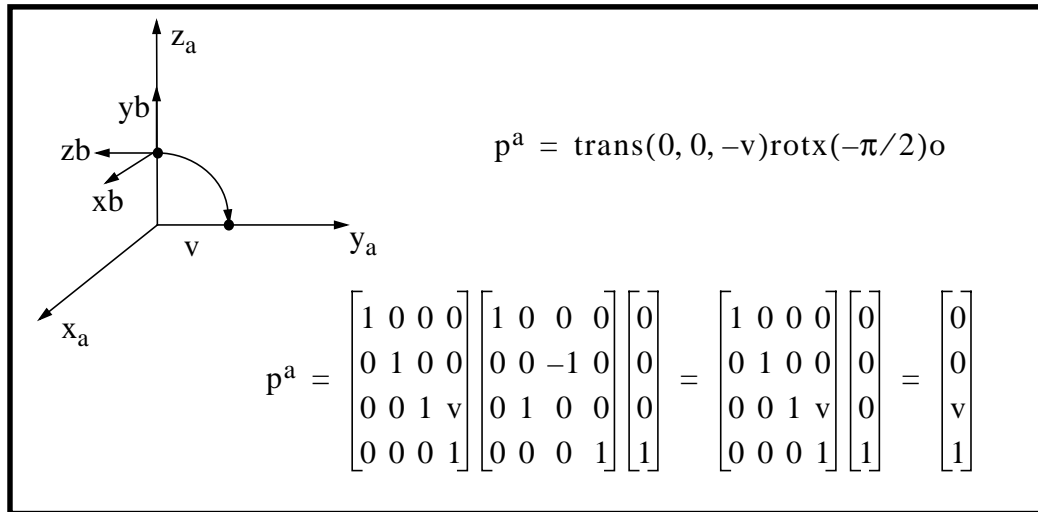 z_a
yb
zb
xb
v
y_a
x_a
p^a = trans(0, 0, –v)rotx(–π/2)o
p^a = [1 0 0 0; 0 1 0 0; 0 0 1 v; 0 0 0 1] [1 0 0 0; 0 0 –1 0; 0 1 0 0; 0 0 0 1] [0; 0; 0; 1] = [1 0 0 0; 0 1 0 0; 0 0 1 v; 0 0 0 1] [0; 0; 0; 1] = [0; 0; v; 1]